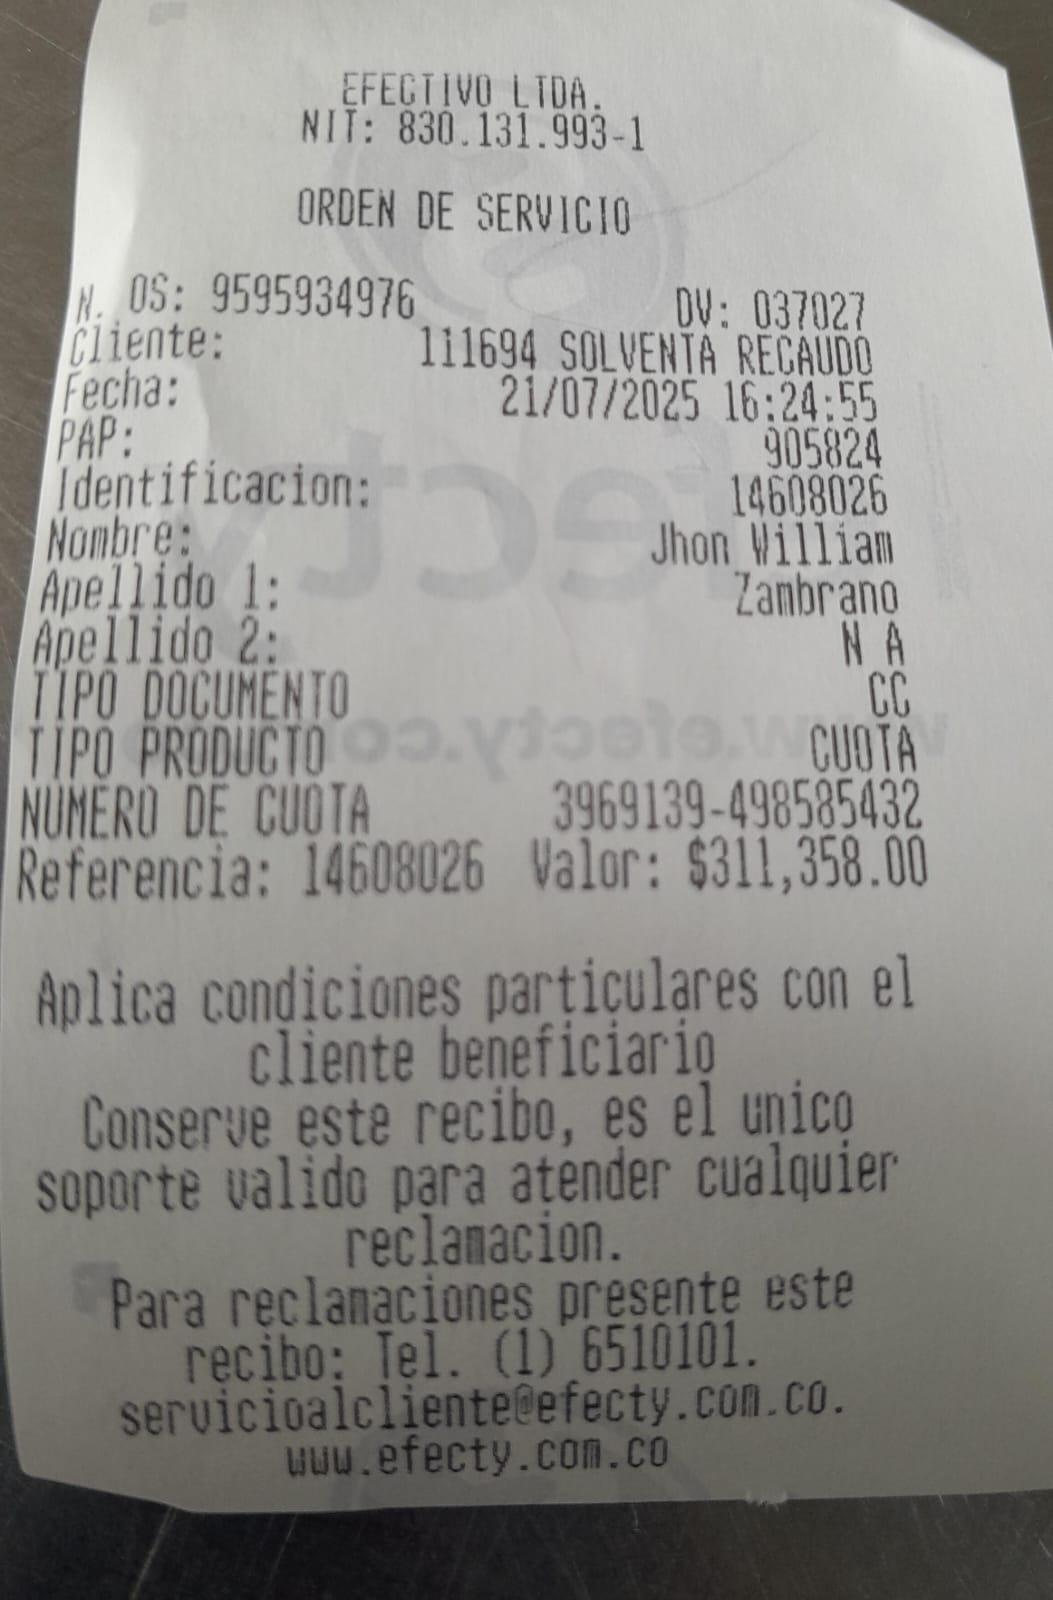 EFECTIVO LTDA.
NIT: 830.131.993-1
ORDEN DE SERVICIO
N. OS: 9595934976 DV: 037027
Cliente: 111694 SOLVENTA RECAUDO
Fecha: 21/07/2025 16:24:55
PAP: 905824
Identificacion: 14608026
Nombre: Jhon William
Apellido 1: Zambrano
Apellido 2: N A
TIPO DOCUMENTO CC
TIPO PRODUCTO CUOTA
NUMERO DE CUOTA 3969139-498585432
Referencia: 14608026 Valor: $311,358.00
Aplica condiciones particulares con el
cliente beneficiario
Conserve este recibo, es el unico
soporte valido para atender cualquier
reclamacion.
Para reclamaciones presente este
recibo: Tel. (1) 6510101.
servicioalcliente@efecty.com.co.
www.efecty.com.co